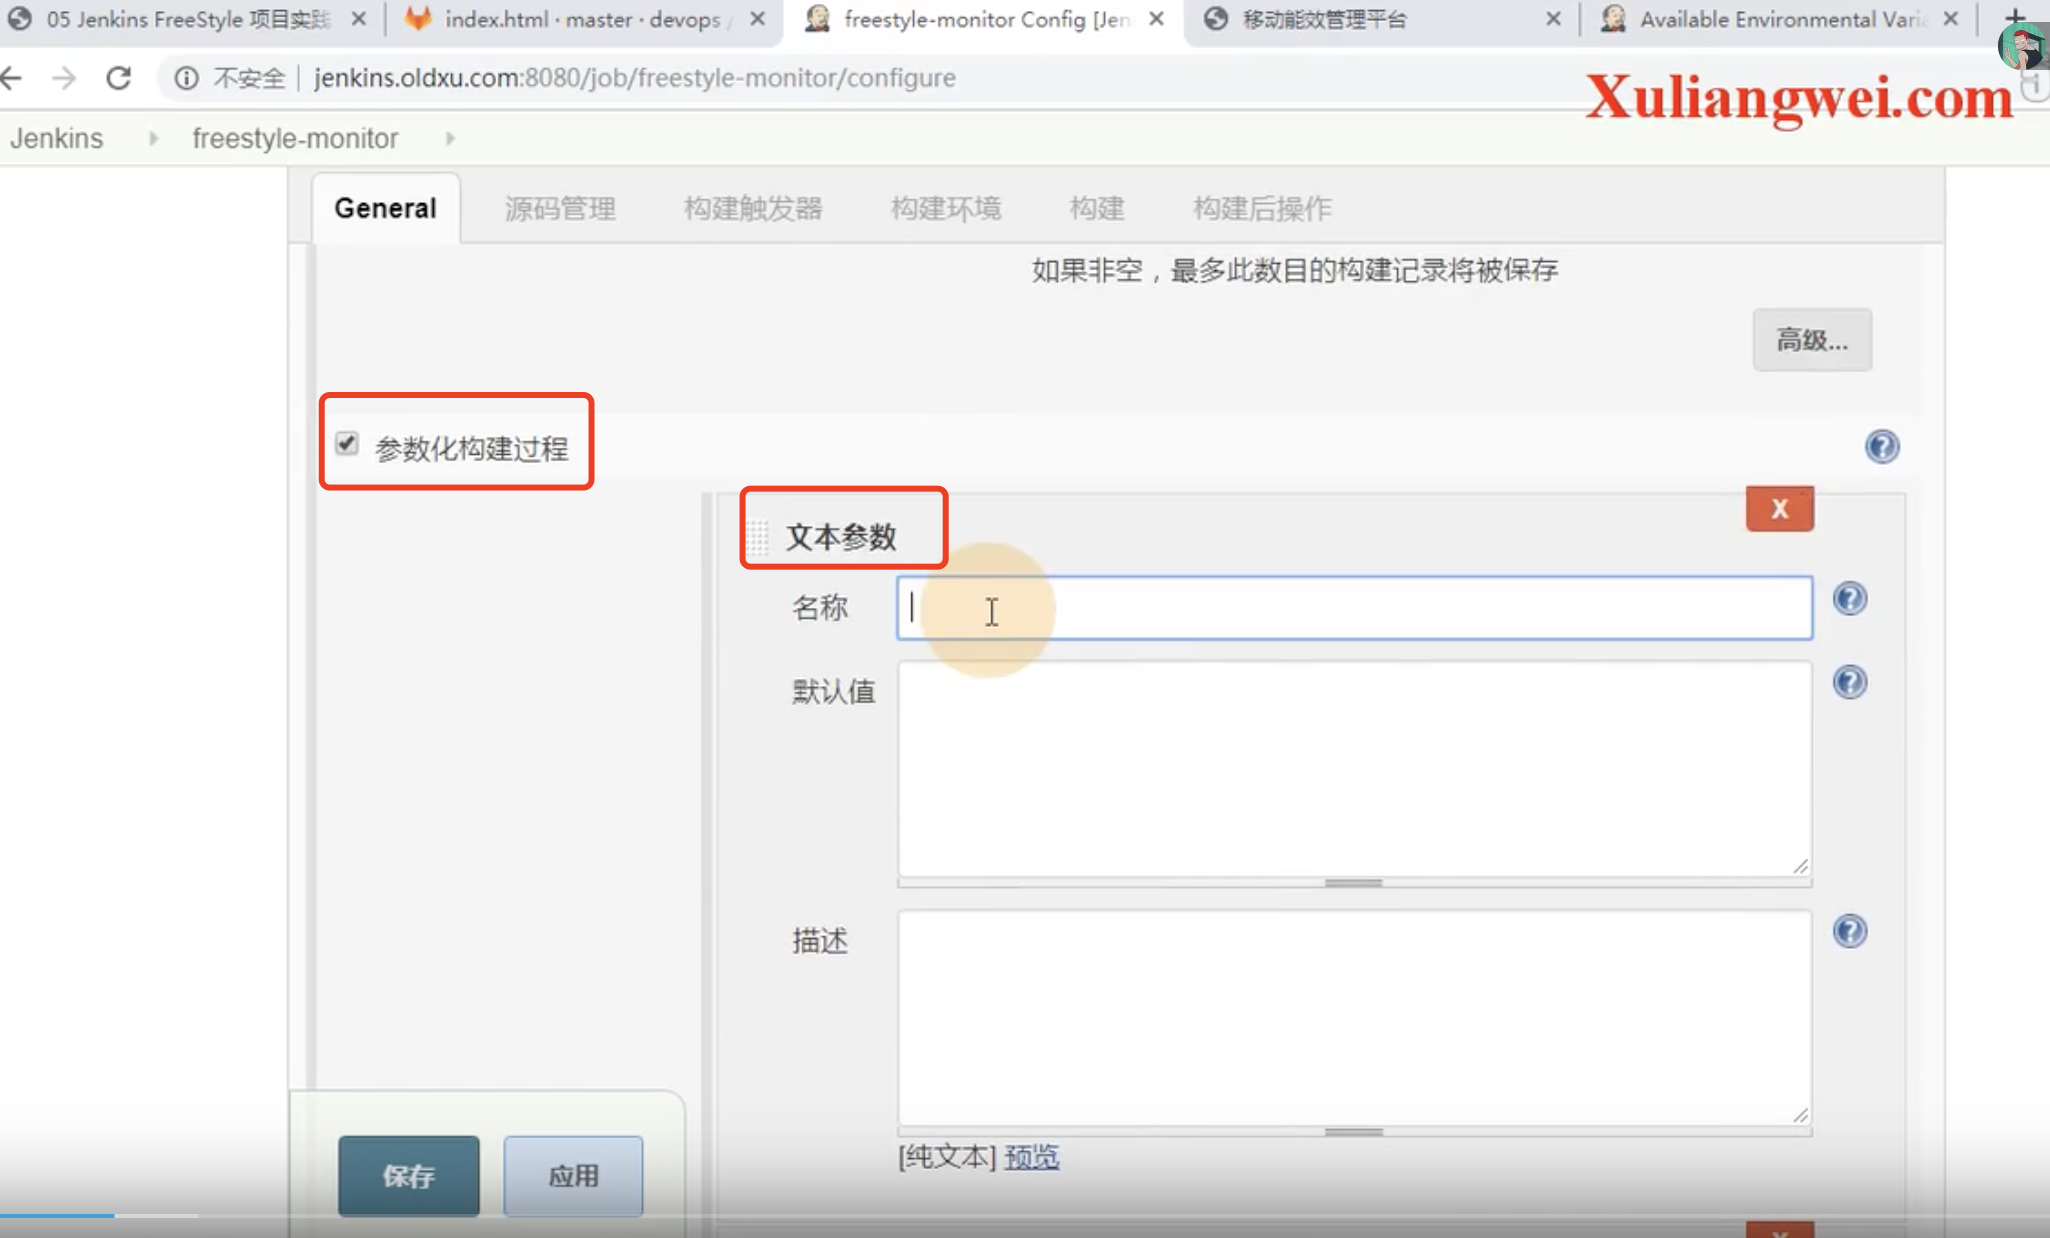 05 Jenkins FreeStyle 项目实践
index.html · master · devops /
freestyle-monitor Config [Jen
移动能效管理平台
Available Environmental Vari
不安全
jenkins.oldxu.com:8080/job/freestyle-monitor/configure
Xuliangwei.com
Jenkins
freestyle-monitor
General
源码管理
构建触发器
构建环境
构建
构建后操作
如果非空，最多此数目的构建记录将被保存
高级...
参数化构建过程
X
文本参数
名称
默认值
描述
[纯文本] 预览
保存
应用